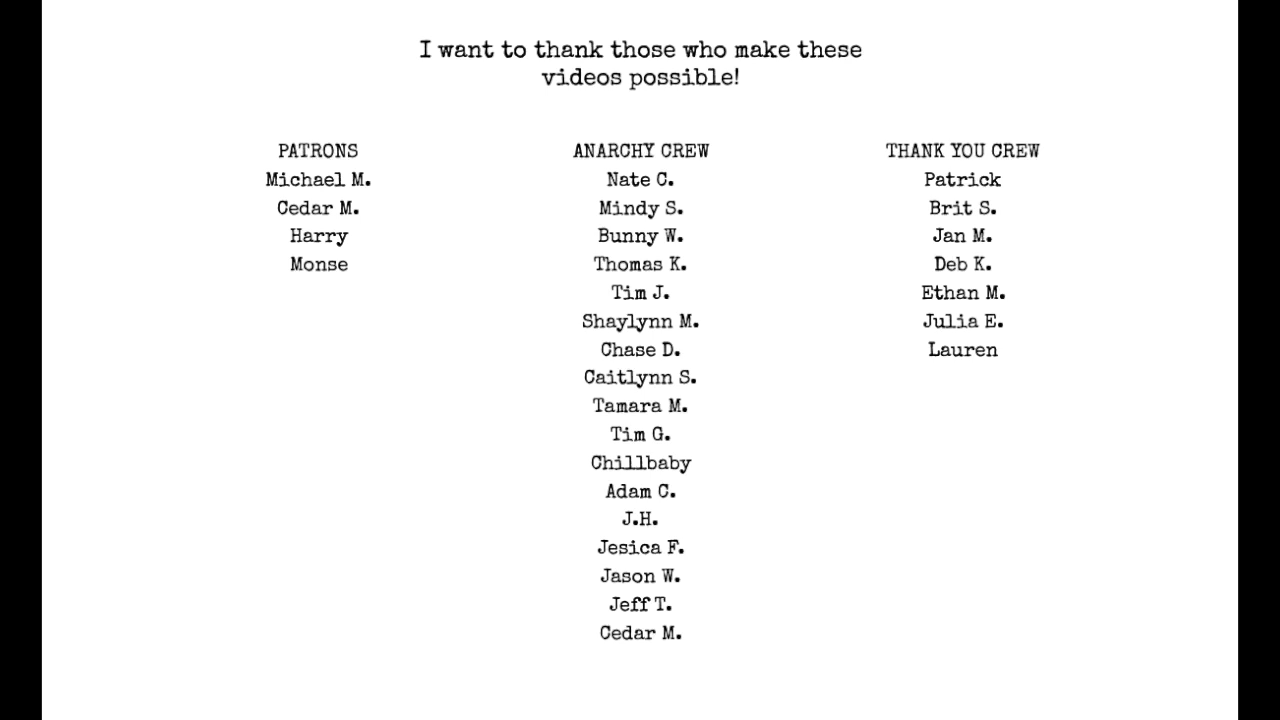 I want to thank those who make these
videos possible!
PATRONS
Michael M.
Cedar M.
Harry
Monse
ANARCHY CREW
Nate C.
Mindy S.
Bunny W.
Thomas K.
Tim J.
Shaylynn M.
Chase D.
Caitlynn S.
Tamara M.
Tim G.
Chillbaby
Adam C.
J.H.
Jesica F.
Jason W.
Jeff T.
Cedar M.
THANK YOU CREW
Patrick
Brit S.
Jan M.
Deb K.
Ethan M.
Julia E.
Lauren